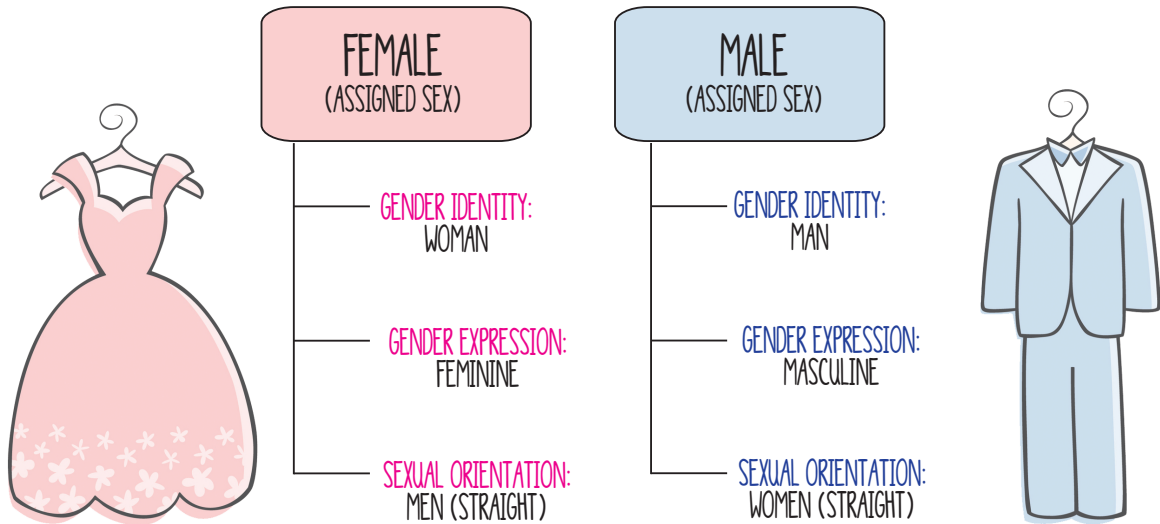 FEMALE
(ASSIGNED SEX)
GENDER IDENTITY:
WOMAN
GENDER EXPRESSION:
FEMININE
SEXUAL ORIENTATION:
MEN (STRAIGHT)
MALE
(ASSIGNED SEX)
GENDER IDENTITY:
MAN
GENDER EXPRESSION:
MASCULINE
SEXUAL ORIENTATION:
WOMEN (STRAIGHT)